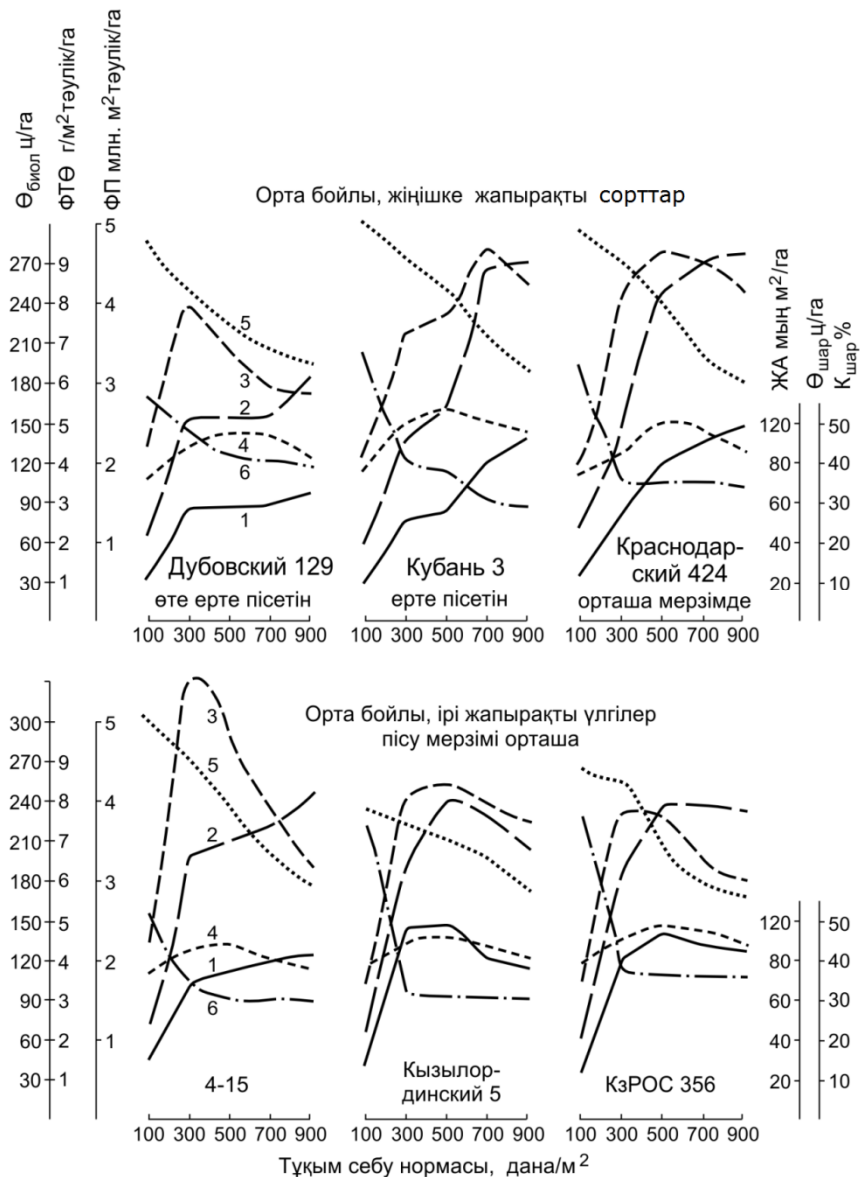 Өбиол ц/га
ФТӨ г/м²тәулік/га
ФП млн. м²тәулік/га
Орта бойлы, жіңішке жапырақты сорттар
270 240 210 180 150 120 90 60 30
9 8 7 6 5 4 3 2 1
5 4 3 2 1
5
3
2
4
6
1
ЖА мың м²/га
Өшар ц/га
Кшар %
120 80 60 40 20
50 40 30 20 10
Дубовский 129
өте ерте пісетін
Кубань 3
ерте пісетін
Краснодар-
ский 424
орташа мерзімде
100 300 500 700 900
100 300 500 700 900
100 300 500 700 900
Орта бойлы, ірі жапырақты үлгілер
пісу мерзімі орташа
300 270 240 210 180 150 120 90 60 30
9 8 7 6 5 4 3 2 1
5 4 3 2 1
3
5
2
4
1
6
120 80 60 40 20
50 40 30 20 10
4-15
Кызылор-
динский 5
КзРОС 356
100 300 500 700 900
100 300 500 700 900
100 300 500 700 900
Тұқым себу нормасы, дана/м²